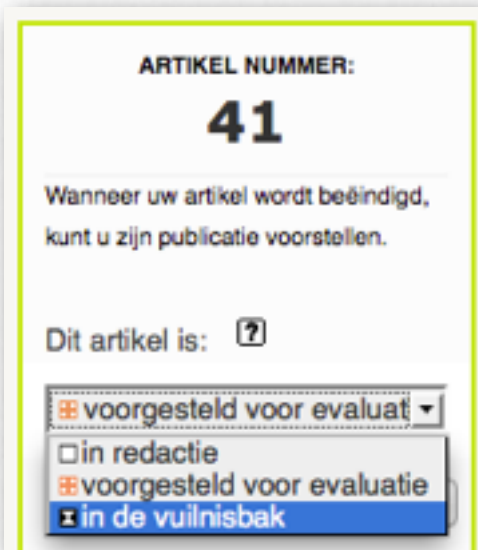 ARTIKEL NUMMER:
41
Wanneer uw artikel wordt beëindigd,
kunt u zijn publicatie voorstellen.
Dit artikel is: ?
voorgesteld voor evaluat
in redactie
voorgesteld voor evaluatie
in de vuilnisbak